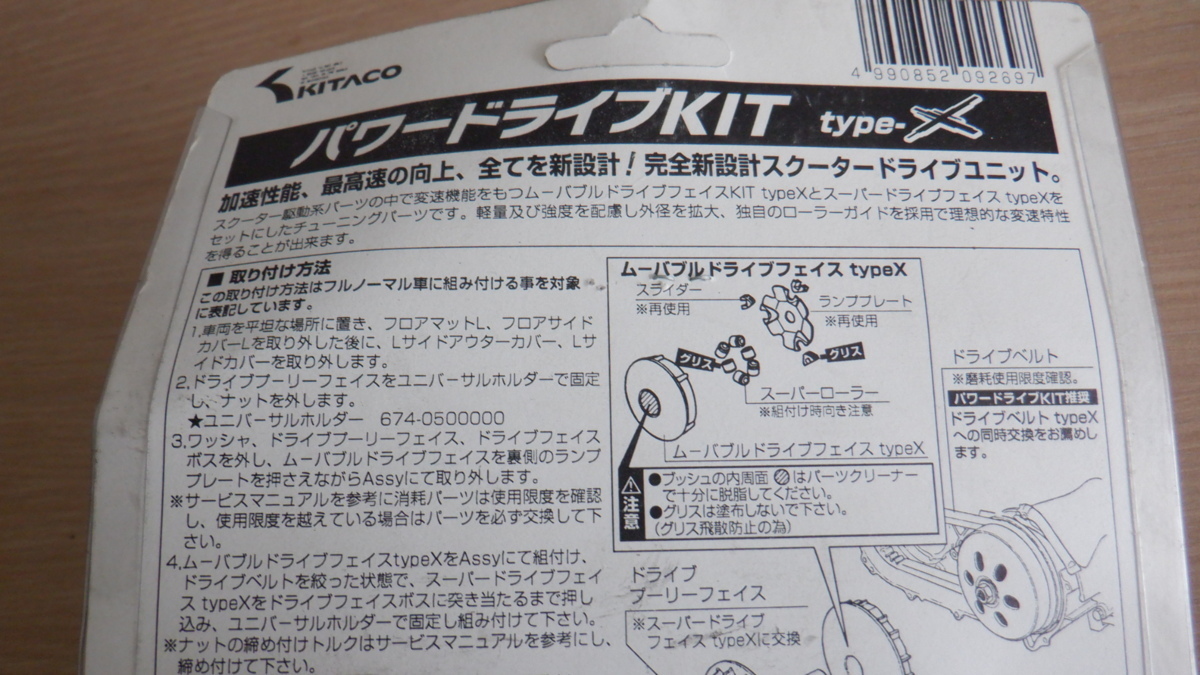 KITACO
4 990852 092697
パワードライブKIT type-X
加速性能、最高速の向上、全てを新設計!完全新設計スクータードライブユニット。
スクーター駆動系パーツの中で変速機能をもつムーバブルドライブフェイスKIT typeXとスーパードライブフェイス typeXを
セットにしたチューニングパーツです。軽量及び強度を配慮し外径を拡大、独自のローラーガイドを採用で理想的な変速特性
を得ることが出来ます。
■ 取り付け方法
この取り付け方法はフルノーマル車に組み付ける事を対象
に表記しています。
1.車両を平坦な場所に置き、フロアマットL、フロアサイド
カバーLを取り外した後に、Lサイドアウターカバー、Lサ
イドカバーを取り外します。
2.ドライブプーリーフェイスをユニバーサルホルダーで固定
し、ナットを外します。
★ユニバーサルホルダー 674-0500000
3.ワッシャ、ドライブプーリーフェイス、ドライブフェイス
ボスを外し、ムーバブルドライブフェイスを裏側のランプ
プレートを押さえながらAssyにて取り外します。
※サービスマニュアルを参考に消耗パーツは使用限度を確認
し、使用限度を越えている場合はパーツを必ず交換して下
さい。
4.ムーバブルドライブフェイスtypeXをAssyにて組付け、
ドライブベルトを絞った状態で、スーパードライブフェイ
ス typeXをドライブフェイスボスに突き当たるまで押し
込み、ユニバーサルホルダーで固定し組み付けて下さい。
※ナットの締め付けトルクはサービスマニュアルを参考にし、
締め付けて下さい。
ムーバブルドライブフェイス typeX
スライダー
※再使用
ランププレート
※再使用
グリス
グリス
スーパーローラー
※組付け時向き注意
ムーバブルドライブフェイス typeX
注意
●ブッシュの内周面 はパーツクリーナー
で十分に脱脂してください。
●グリスは塗布しないで下さい。
(グリス飛散防止の為)
ドライブベルト
※磨耗使用限度確認。
パワードライブKIT推奨
ドライブベルト typeX
への同時交換をお薦めし
ます。
ドライブ
プーリーフェイス
※スーパードライブ
フェイス typeXに交換